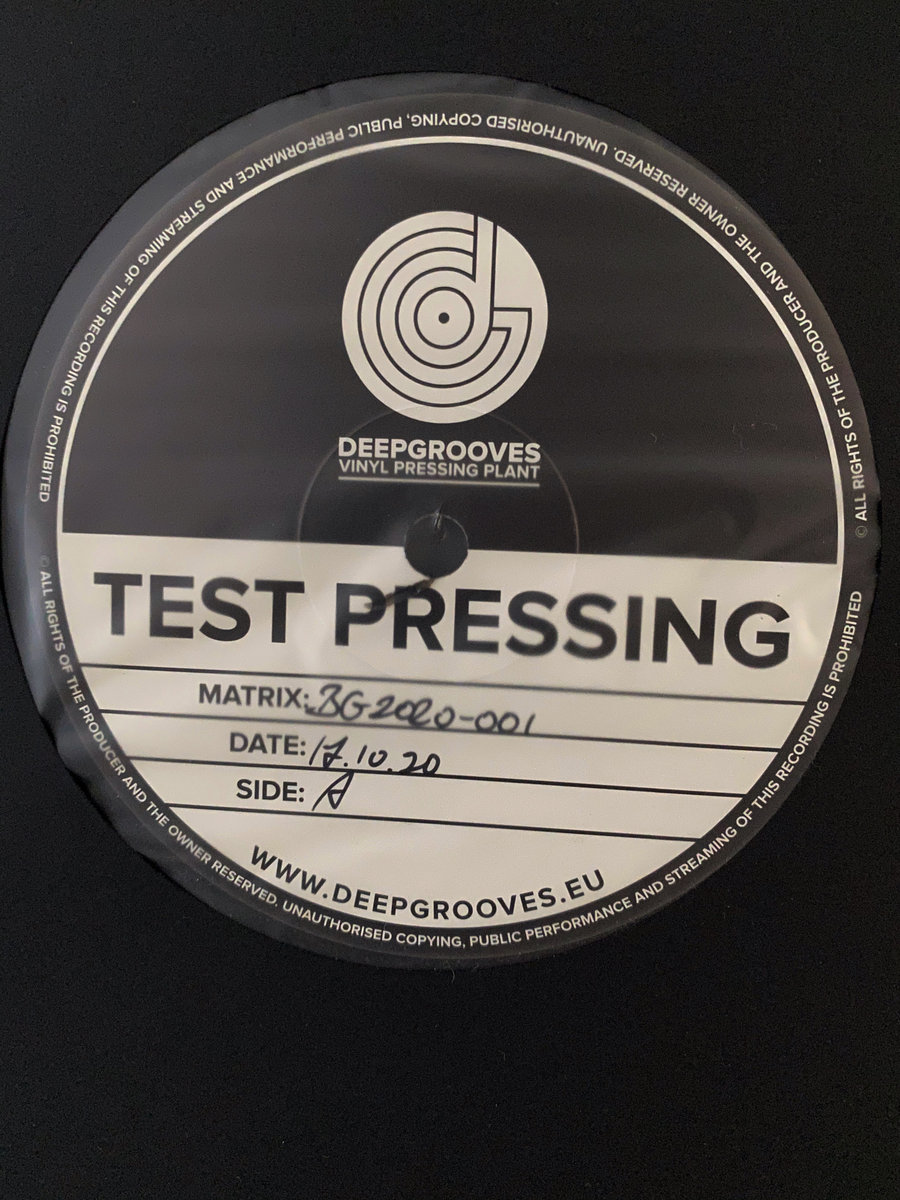 DEEPGROOVES
VINYL PRESSING PLANT
TEST PRESSING
MATRIX: BG2020-001
DATE: 17.10.20
SIDE: A
WWW.DEEPGROOVES.EU
© ALL RIGHTS OF THE PRODUCER AND THE OWNER RESERVED. UNAUTHORISED COPYING, PUBLIC PERFORMANCE AND STREAMING OF THIS RECORDING IS PROHIBITED
© ALL RIGHTS OF THE PRODUCER AND THE OWNER RESERVED. UNAUTHORISED COPYING, PUBLIC PERFORMANCE AND STREAMING OF THIS RECORDING IS PROHIBITED